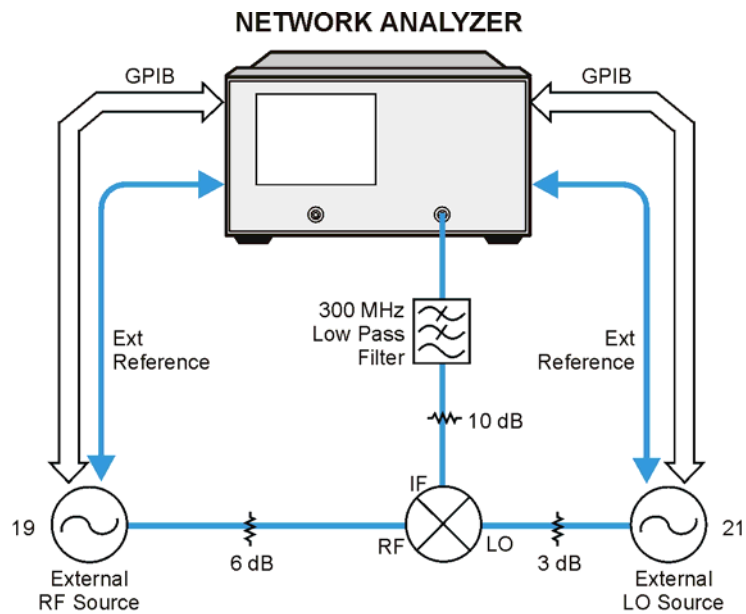 NETWORK ANALYZER
GPIB
GPIB
Ext
Reference
300 MHz
Low Pass
Filter
Ext
Reference
10 dB
IF
RF
LO
6 dB
3 dB
19
21
External
RF Source
External
LO Source